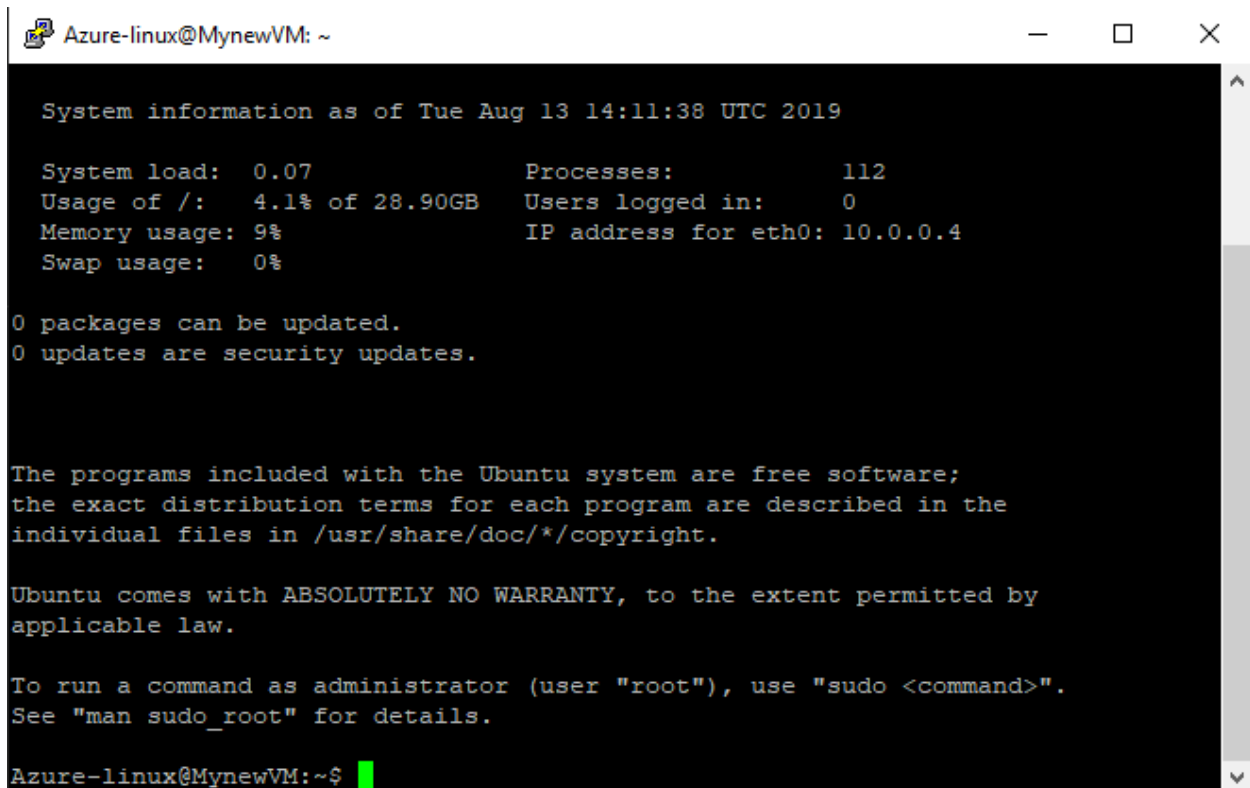 Azure-linux@MynewVM: ~
System information as of Tue Aug 13 14:11:38 UTC 2019
System load:  0.07               Processes:           112
Usage of /:   4.1% of 28.90GB   Users logged in:     0
Memory usage: 9%                 IP address for eth0: 10.0.0.4
Swap usage:   0%
0 packages can be updated.
0 updates are security updates.
The programs included with the Ubuntu system are free software;
the exact distribution terms for each program are described in the
individual files in /usr/share/doc/*/copyright.
Ubuntu comes with ABSOLUTELY NO WARRANTY, to the extent permitted by
applicable law.
To run a command as administrator (user "root"), use "sudo <command>".
See "man sudo_root" for details.
Azure-linux@MynewVM:~$